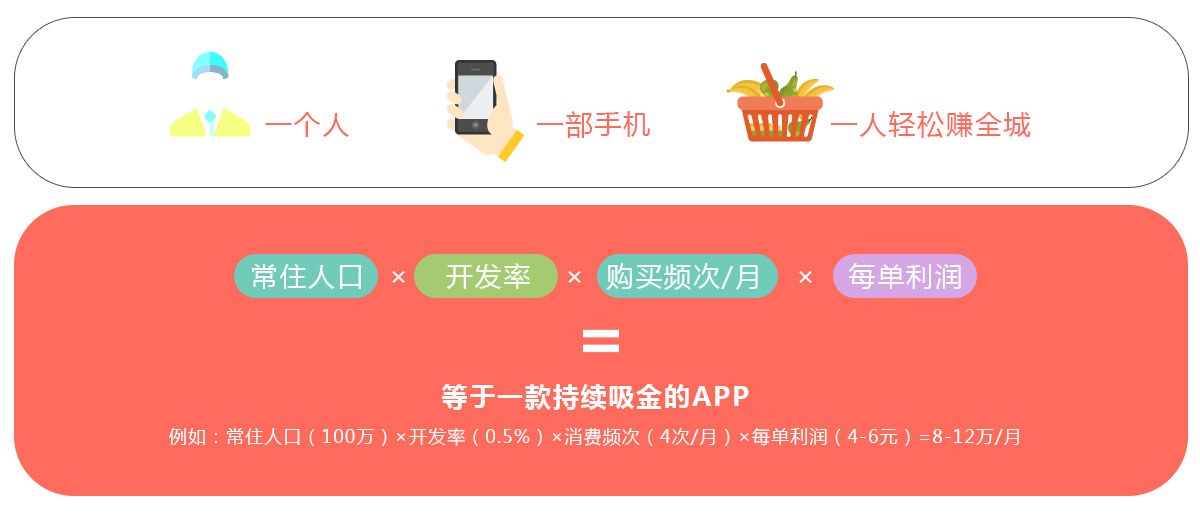 一个人 一部手机 一人轻松赚全城
常住人口 × 开发率 × 购买频次/月 × 每单利润
=
等于一款持续吸金的APP
例如：常住人口（100万）×开发率（0.5%）×消费频次（4次/月）×每单利润（4-6元）=8-12万/月